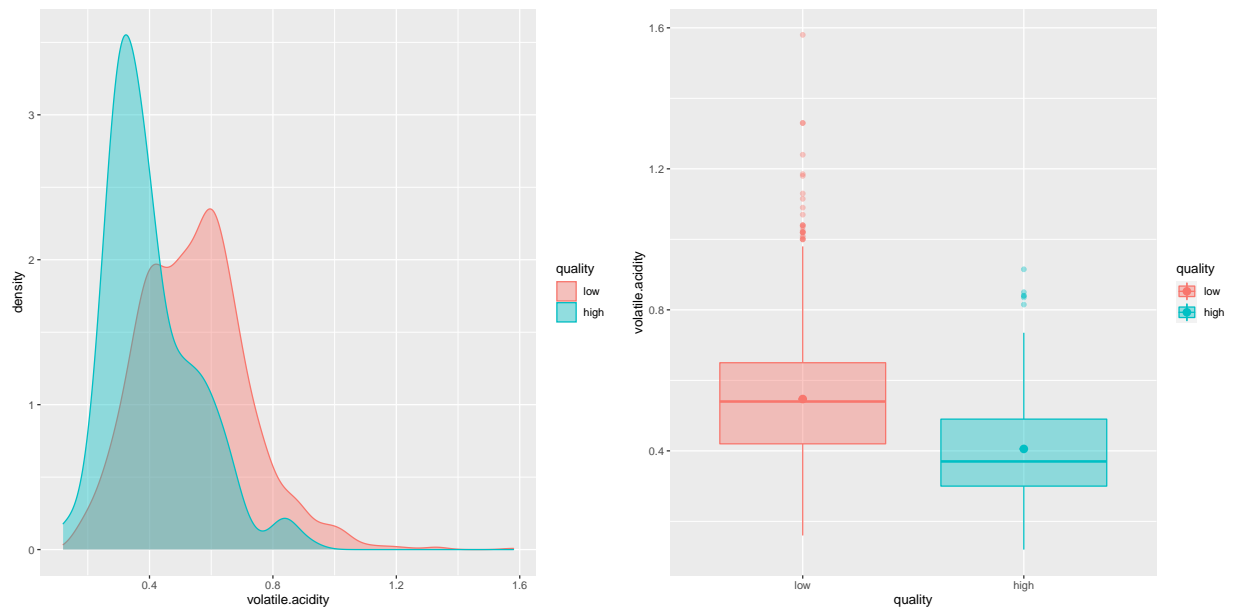 density
3
2
1
0
0.4
0.8
1.2
1.6
volatile.acidity
quality
low
high
volatile.acidity
1.6
1.2
0.8
0.4
low
high
quality
quality
low
high